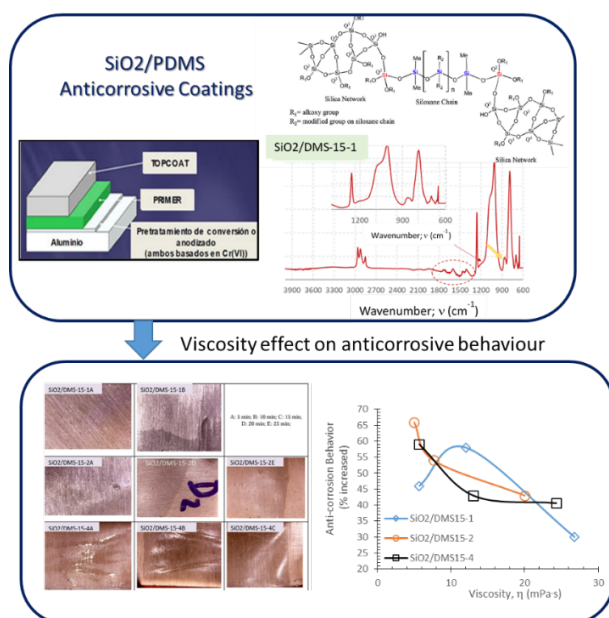 SiO2/PDMS
Anticorrosive Coatings
Silica Network
Siloxane Chain
R₁= alkoxy group
R₂= modified group on siloxane chain
Silica Network
TOPCOAT
PRIMER
Pretratamiento de conversión o
anodizado
(ambos basados en Cr(VI))
Aluminio
SiO2/DMS-15-1
1200 900 600
Wavenumber; ν (cm⁻¹)
3900 3600 3300 3000 2700 2400 2100 1800 1500 1200 900 600
Wavenumber; ν (cm⁻¹)
Viscosity effect on anticorrosive behaviour
SiO2/DMS-15-1A
SiO2/DMS-15-1B
A: 5 min; B: 10 min; C: 15 min,
D: 20 min; E: 25 min;
SiO2/DMS-15-2A
SiO2/DMS-15-2D
SiO2/DMS-15-2E
SiO2/DMS-15-4A
SiO2/DMS-15-4B
SiO2/DMS-15-4C
Anti-corrosion Behavior
(% increased)
70
65
60
55
50
45
40
35
30
25
20
SiO2/DMS15-1
SiO2/DMS15-2
SiO2/DMS15-4
0 10 20 30
Viscosity, η (mPa·s)